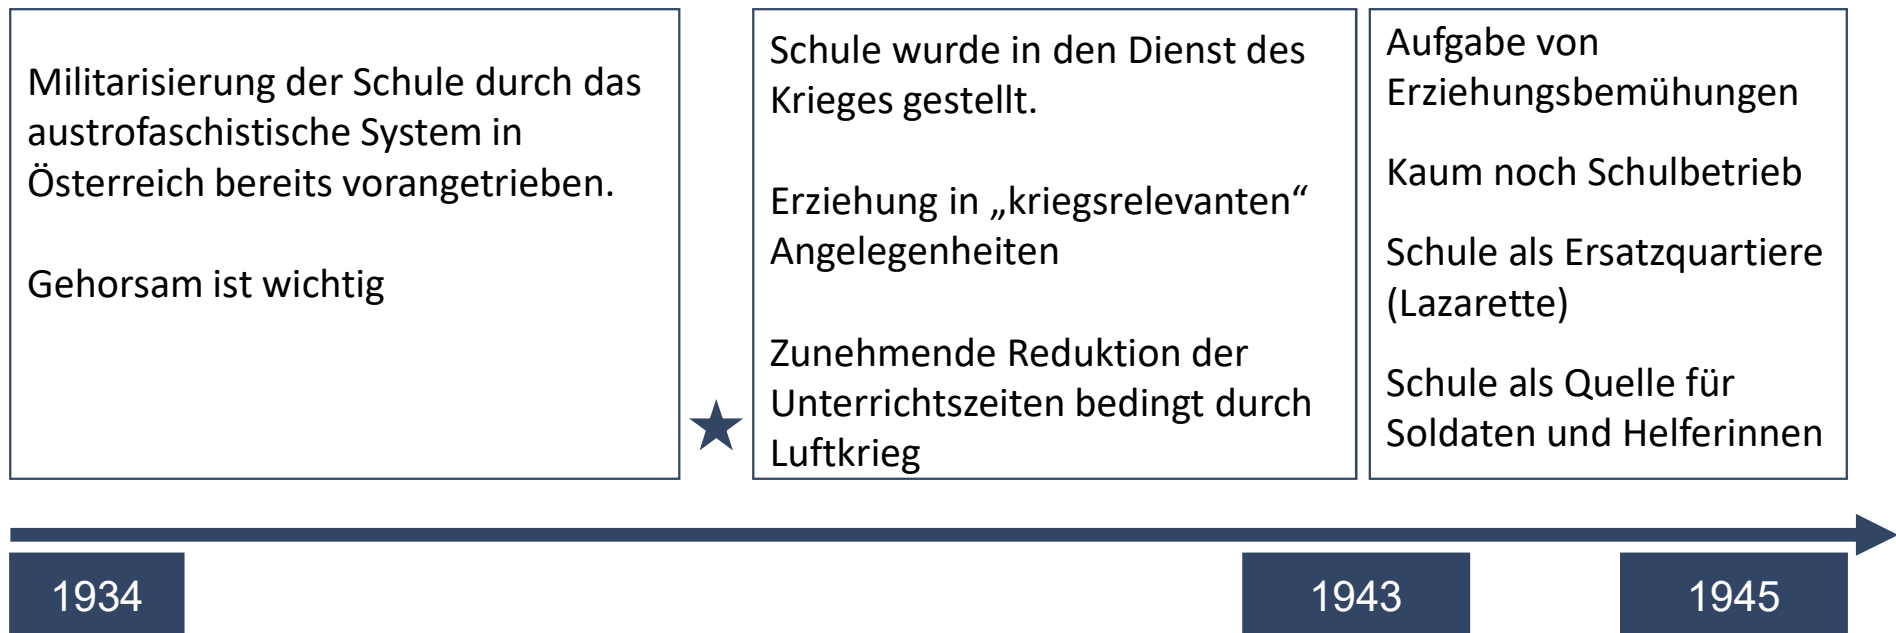 Militarisierung der Schule durch das
austrofaschistische System in
Österreich bereits vorangetrieben.
Gehorsam ist wichtig
Schule wurde in den Dienst des
Krieges gestellt.
Erziehung in „kriegsrelevanten“
Angelegenheiten
Zunehmende Reduktion der
Unterrichtszeiten bedingt durch
Luftkrieg
Aufgabe von
Erziehungsbemühungen
Kaum noch Schulbetrieb
Schule als Ersatzquartiere
(Lazarette)
Schule als Quelle für
Soldaten und Helferinnen
1934
1943
1945